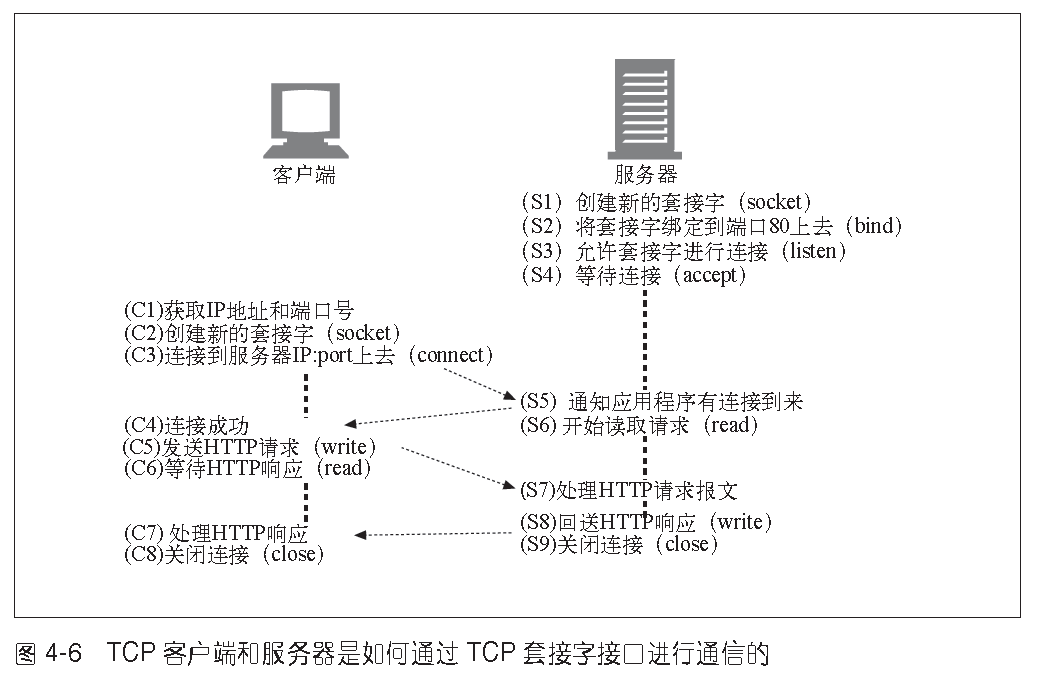 客户端
服务器
(S1) 创建新的套接字 (socket)
(S2) 将套接字绑定到端口80上去 (bind)
(S3) 允许套接字进行连接 (listen)
(S4) 等待连接 (accept)
(C1)获取IP地址和端口号
(C2)创建新的套接字 (socket)
(C3)连接到服务器IP:port上去 (connect)
(S5) 通知应用程序有连接到来
(S6) 开始读取请求 (read)
(C4)连接成功
(C5)发送HTTP请求 (write)
(C6)等待HTTP响应 (read)
(S7)处理HTTP请求报文
(S8)回送HTTP响应 (write)
(S9)关闭连接 (close)
(C7) 处理HTTP响应
(C8)关闭连接 (close)
图 4-6 TCP 客户端和服务器是如何通过 TCP 套接字接口进行通信的